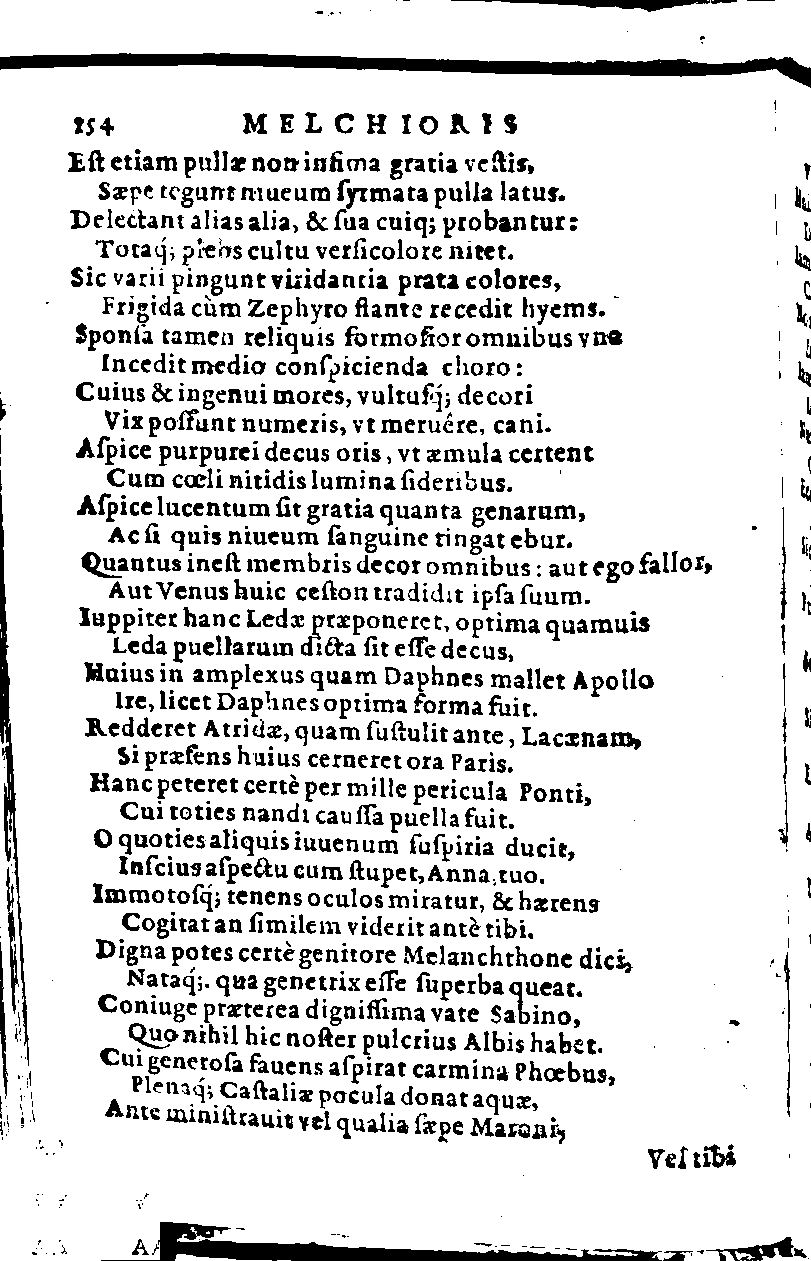 154 MELCHIORIS
Eſt etiam pullæ non infima gratia veſtis,
Sæpe tegunt niueum ſyrmata pulla latus.
Delectant alias alia, & ſua cuiq; probantur:
Totaq́; plebs cultu verſicolore nitet.
Sic varii pingunt viridantia prata colores,
Frigida cùm Zephyro flante recedit hyems.
Sponſa tamen reliquis formoſior omnibus vna
Incedit medio conſpicienda choro:
Cuius & ingenui mores, vultuſq́; decori
Vix poſſunt numeris, vt meruêre, cani.
Aſpice purpurei decus oris, vt æmula certent
Cum cœli nitidis lumina ſideribus.
Aſpice lucentum ſit gratia quanta genarum,
Ac ſi quis niueum ſanguine tingat ebur.
Quantus ineſt membris decor omnibus: aut ego fallor,
Aut Venus huic ceſton tradidit ipſa ſuum.
Iuppiter hanc Ledæ præponeret, optima quamuis
Leda puellarum dicta ſit eſſe decus,
Huius in amplexus quam Daphnes mallet Apollo
Ire, licet Daphnes optima forma fuit.
Redderet Atridæ, quam ſuſtulit ante, Lacænam,
Si præſens huius cerneret ora Paris.
Hanc peteret certè per mille pericula Ponti,
Cui toties nandi cauſſa puella fuit.
O quoties aliquis iuuenum ſuſpiria ducit,
Inſcius aſpectu cum ſtupet, Anna, tuo.
Immotoſq́; tenens oculos miratur, & hærens
Cogitat an ſimilem viderit antè tibi.
Digna potes certè genitore Melanchthone dici,
Nataq́;. qua genetrix eſſe ſuperba queat.
Coniuge præterea digniſſima vate Sabino,
Quo nihil hic noſter pulcrius Albis habet.
Cui generoſa fauens aſpirat carmina Phœbus,
Plenaq́; Caſtaliæ pocula donat aquæ,
Ante miniſtrauit vel qualia ſæpe Maroni,
Vel tibi